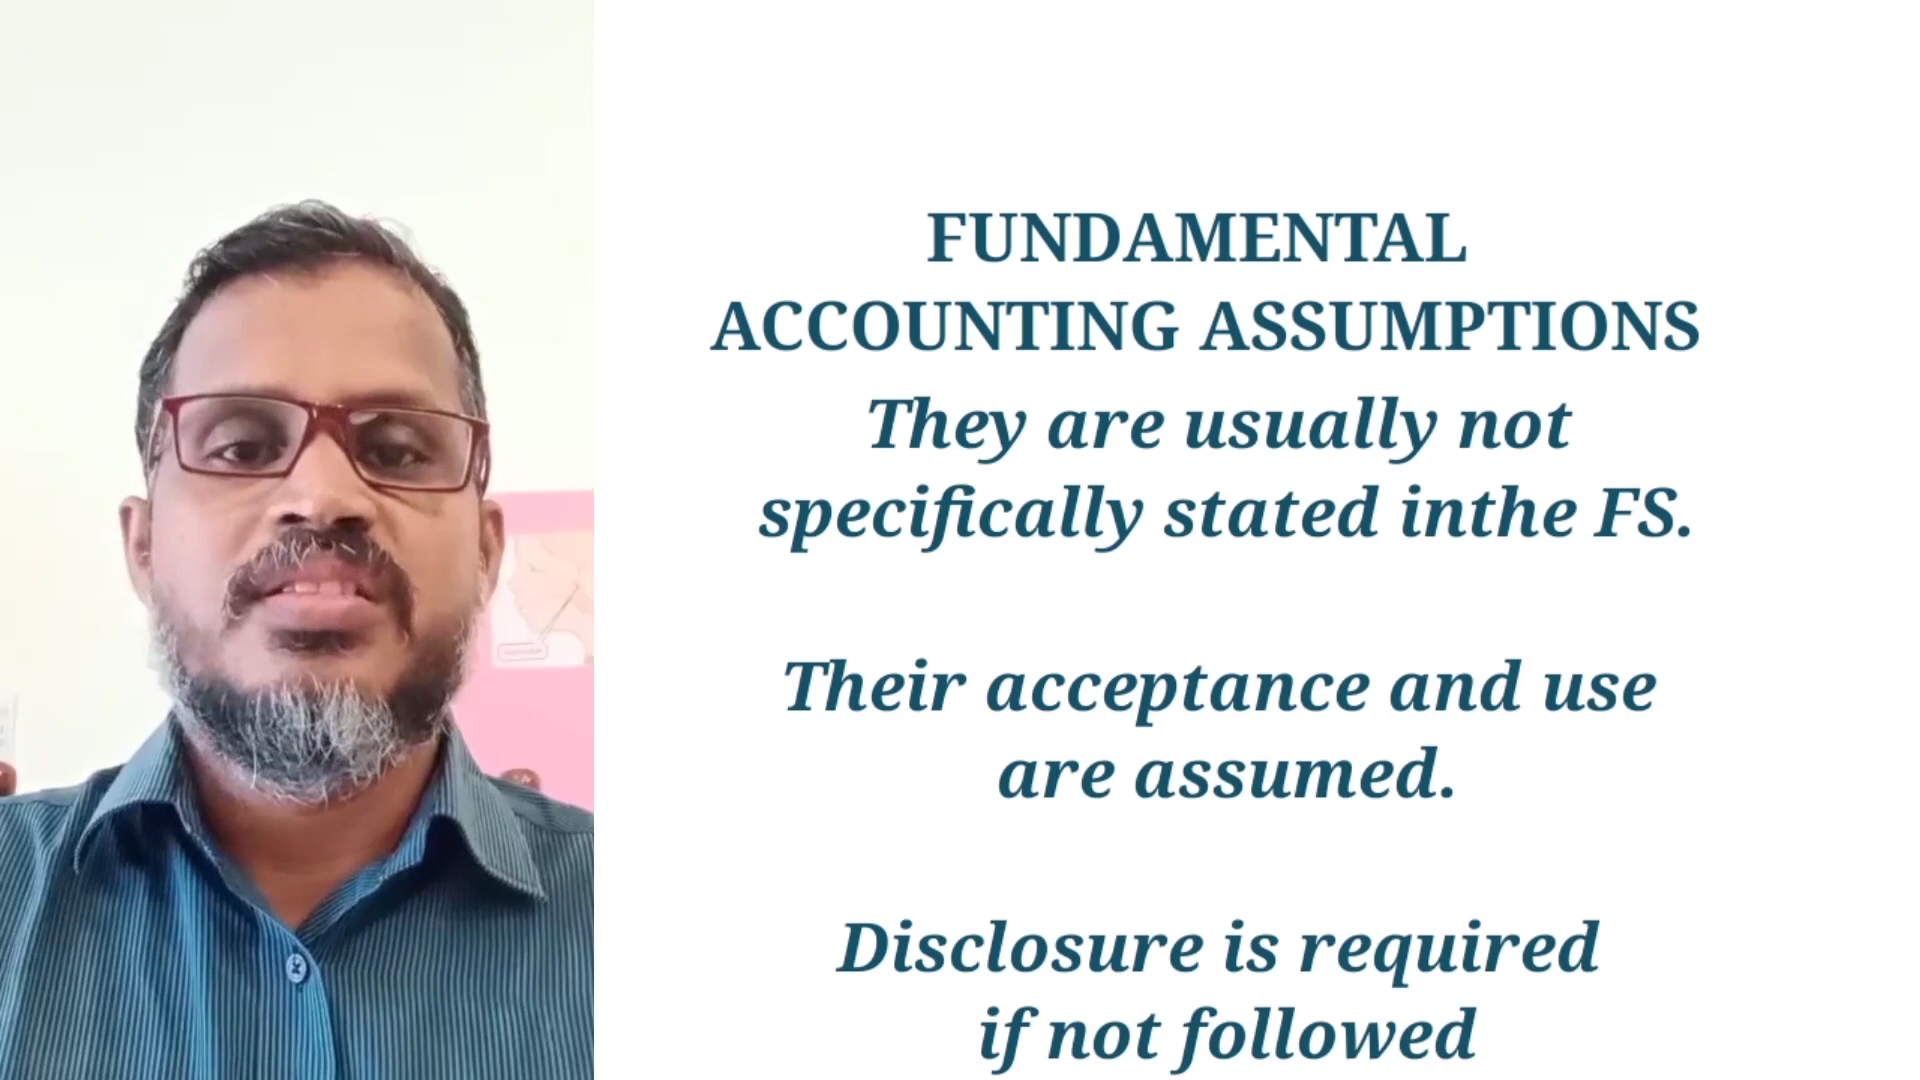 FUNDAMENTAL
ACCOUNTING ASSUMPTIONS
They are usually not
specifically stated inthe FS.
Their acceptance and use
are assumed.
Disclosure is required
if not followed